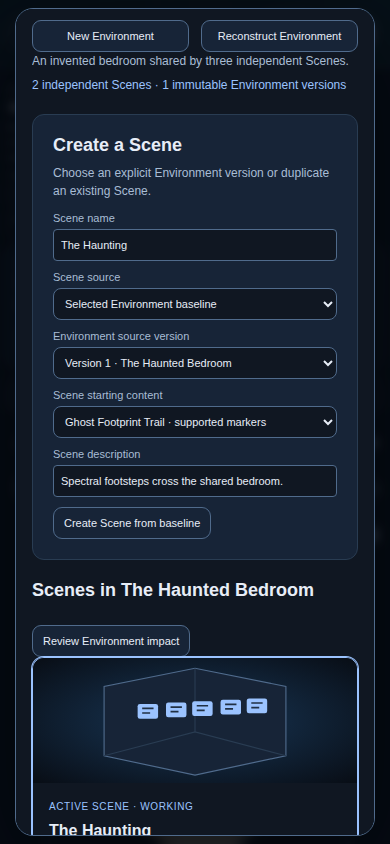 New Environment
Reconstruct Environment
An invented bedroom shared by three independent Scenes.
2 independent Scenes · 1 immutable Environment versions
Create a Scene
Choose an explicit Environment version or duplicate
an existing Scene.
Scene name
The Haunting
Scene source
Selected Environment baseline
Environment source version
Version 1 · The Haunted Bedroom
Scene starting content
Ghost Footprint Trail · supported markers
Scene description
Spectral footsteps cross the shared bedroom.
Create Scene from baseline
Scenes in The Haunted Bedroom
Review Environment impact
ACTIVE SCENE · WORKING
The Haunting